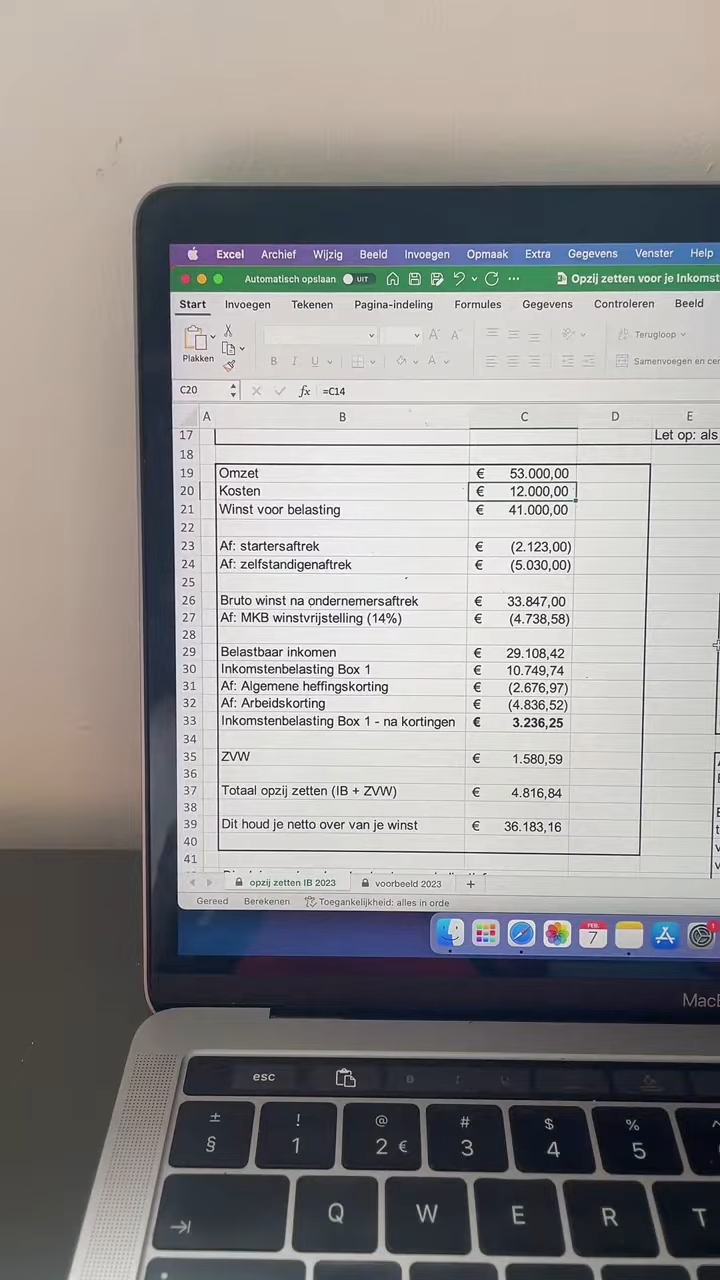 Excel Archief Wijzig Beeld Invoegen Opmaak Extra Gegevens Venster Help
Automatisch opslaan UIT ... Opzij zetten voor je Inkomst
Start Invoegen Tekenen Pagina-indeling Formules Gegevens Controleren Beeld
Plakken B I U A A A Terugloop
Samenvoegen en cen
C20 fx =C14
A B C D E
17 Let op: als
18
19 Omzet € 53.000,00
20 Kosten € 12.000,00
21 Winst voor belasting € 41.000,00
22
23 Af: startersaftrek € (2.123,00)
24 Af: zelfstandigenaftrek € (5.030,00)
25
26 Bruto winst na ondernemersaftrek € 33.847,00
27 Af: MKB winstvrijstelling (14%) € (4.738,58)
28
29 Belastbaar inkomen € 29.108,42
30 Inkomstenbelasting Box 1 € 10.749,74
31 Af: Algemene heffingskorting € (2.676,97)
32 Af: Arbeidskorting € (4.836,52)
33 Inkomstenbelasting Box 1 - na kortingen € 3.236,25
34
35 ZVW € 1.580,59
36
37 Totaal opzij zetten (IB + ZVW) € 4.816,84
38
39 Dit houd je netto over van je winst € 36.183,16
40
41
opzij zetten IB 2023 voorbeeld 2023 +
Gereed Berekenen Toegankelijkheid: alles in orde
FEB.
7
1
MacB
esc
± ! @ # $ %
§ 1 2 € 3 4 5
Q W E R T